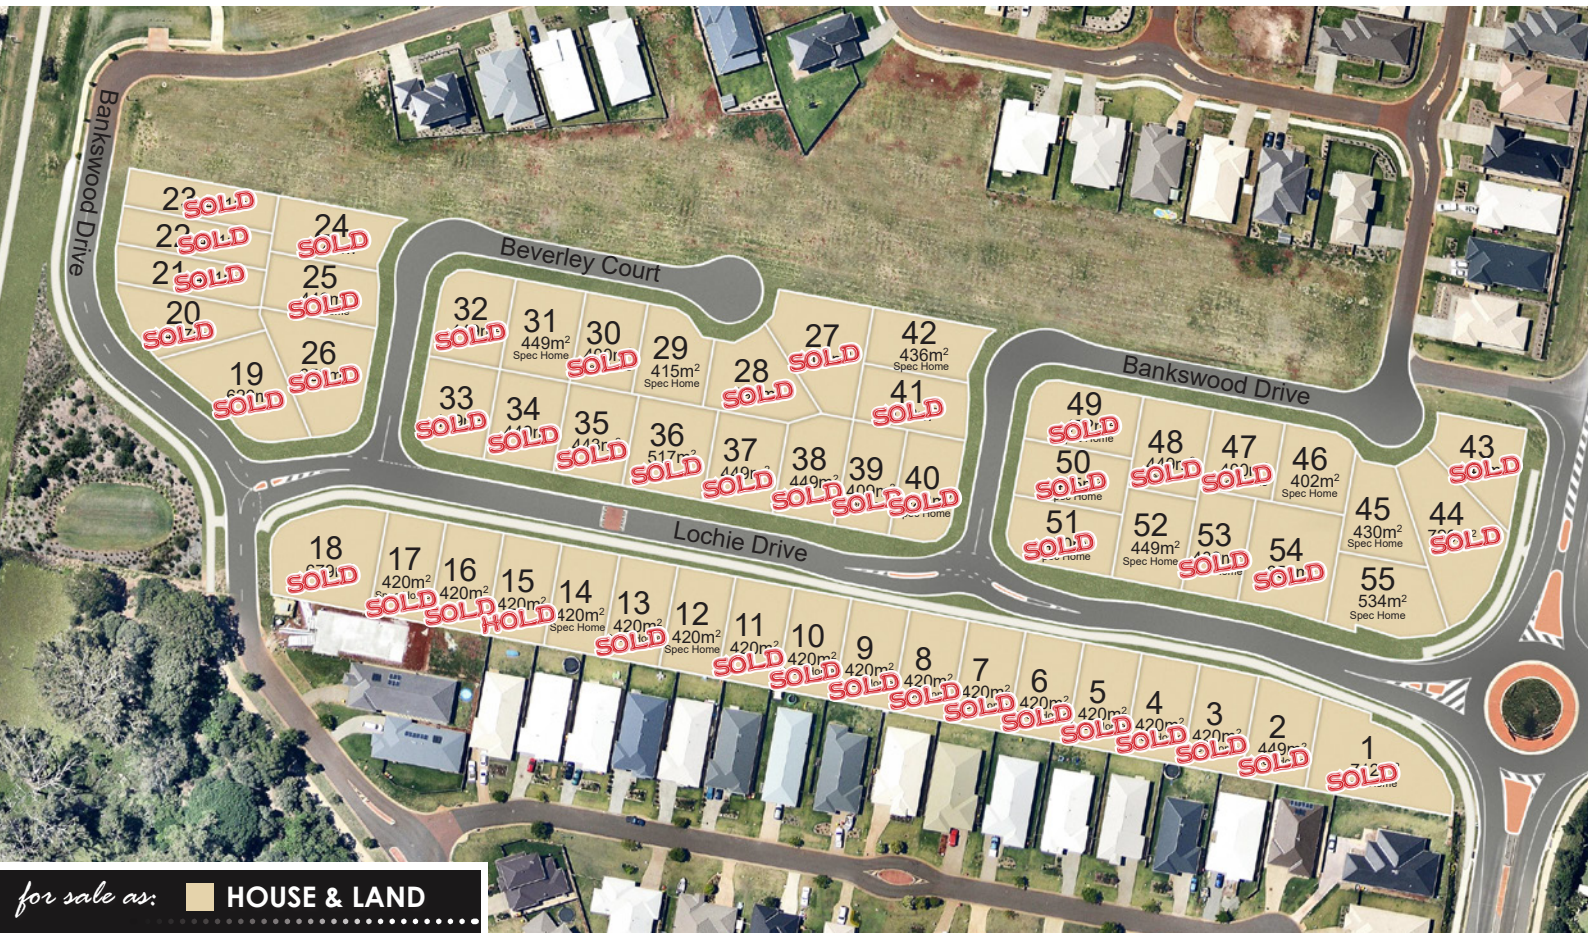 Bankswood Drive
23
SOLD
22
SOLD
21
SOLD
20
SOLD
19
SOLD
24
SOLD
25
SOLD
26
SOLD
Beverley Court
32
SOLD
31
449m²
Spec Home
30
SOLD
29
415m²
Spec Home
28
SOLD
27
SOLD
42
436m²
Spec Home
41
SOLD
33
SOLD
34
SOLD
35
SOLD
36
517m²
SOLD
37
449m²
SOLD
38
449m²
SOLD
39
SOLD
40
SOLD
Bankswood Drive
49
SOLD
50
SOLD
51
SOLD
48
SOLD
47
SOLD
46
402m²
Spec Home
45
430m²
Spec Home
43
SOLD
44
SOLD
52
449m²
Spec Home
53
SOLD
54
SOLD
55
534m²
Spec Home
Lochie Drive
18
SOLD
17
420m²
SOLD
16
420m²
SOLD
15
420m²
HOLD
14
420m²
Spec Home
13
420m²
SOLD
12
420m²
Spec Home
11
420m²
SOLD
10
420m²
SOLD
9
420m²
SOLD
8
420m²
SOLD
7
420m²
SOLD
6
420m²
SOLD
5
420m²
SOLD
4
420m²
SOLD
3
420m²
SOLD
2
449m²
SOLD
1
SOLD
for sale as: HOUSE & LAND